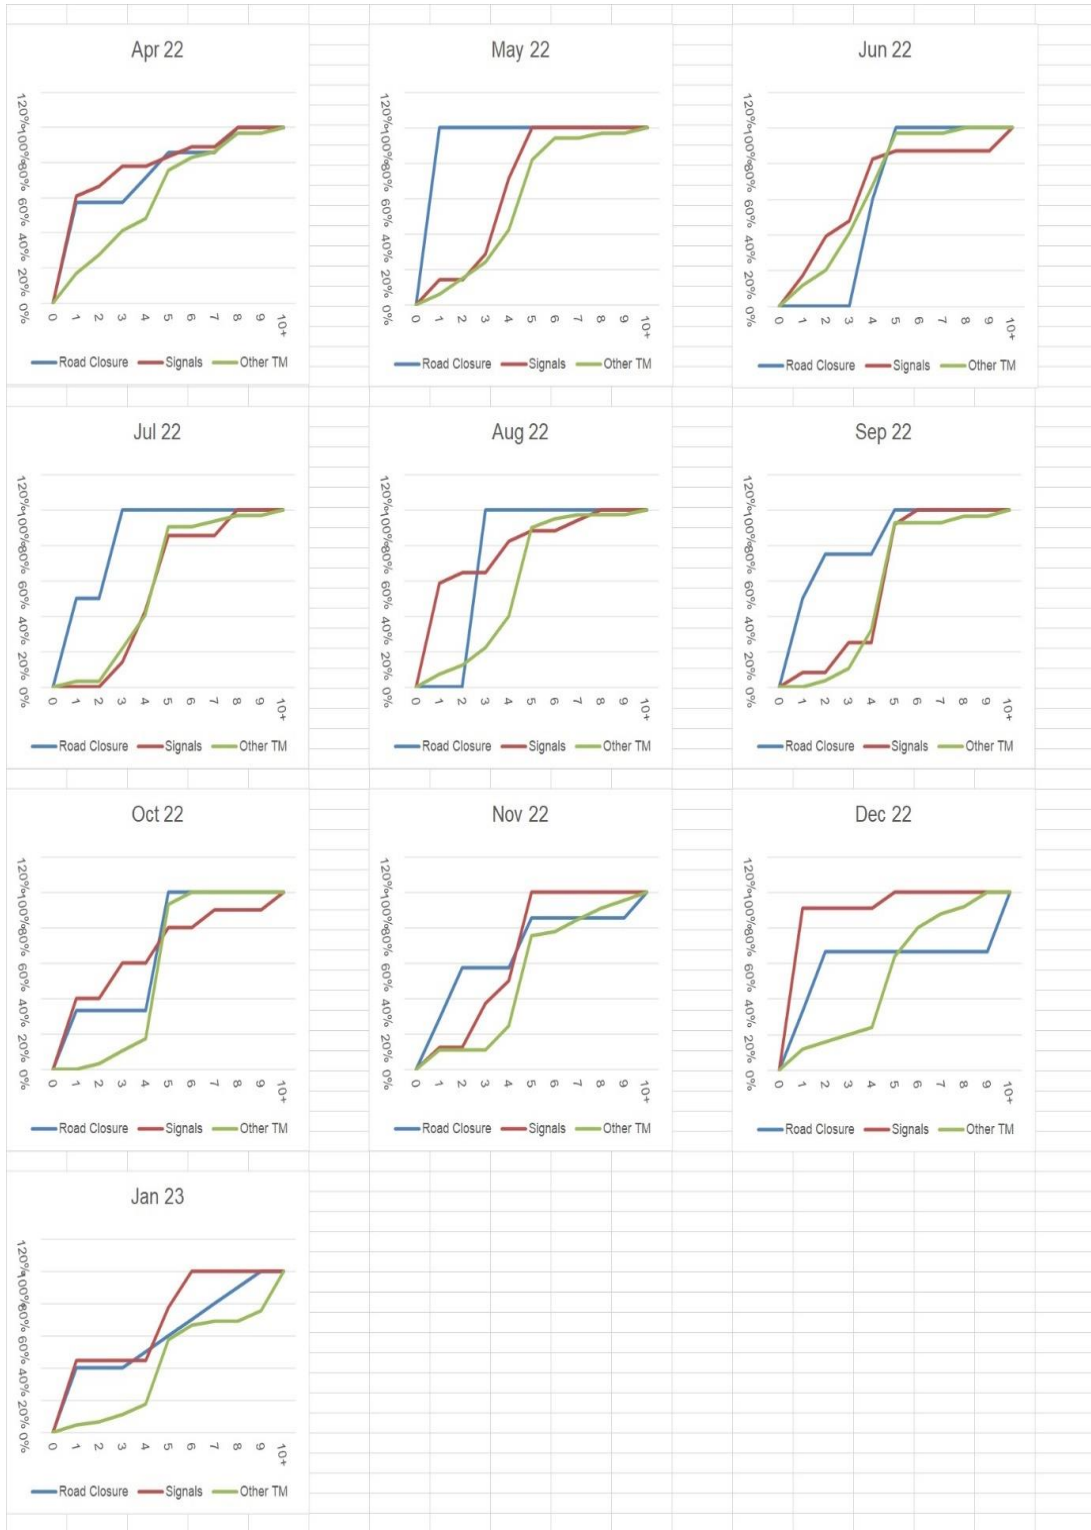 Apr 22
120%
100%
80%
60%
40%
20%
0%
0 1 2 3 4 5 6 7 8 9 10+
Road Closure Signals Other TM
May 22
120%
100%
80%
60%
40%
20%
0%
0 1 2 3 4 5 6 7 8 9 10+
Road Closure Signals Other TM
Jun 22
120%
100%
80%
60%
40%
20%
0%
0 1 2 3 4 5 6 7 8 9 10+
Road Closure Signals Other TM
Jul 22
120%
100%
80%
60%
40%
20%
0%
0 1 2 3 4 5 6 7 8 9 10+
Road Closure Signals Other TM
Aug 22
120%
100%
80%
60%
40%
20%
0%
0 1 2 3 4 5 6 7 8 9 10+
Road Closure Signals Other TM
Sep 22
120%
100%
80%
60%
40%
20%
0%
0 1 2 3 4 5 6 7 8 9 10+
Road Closure Signals Other TM
Oct 22
120%
100%
80%
60%
40%
20%
0%
0 1 2 3 4 5 6 7 8 9 10+
Road Closure Signals Other TM
Nov 22
120%
100%
80%
60%
40%
20%
0%
0 1 2 3 4 5 6 7 8 9 10+
Road Closure Signals Other TM
Dec 22
120%
100%
80%
60%
40%
20%
0%
0 1 2 3 4 5 6 7 8 9 10+
Road Closure Signals Other TM
Jan 23
120%
100%
80%
60%
40%
20%
0%
0 1 2 3 4 5 6 7 8 9 10+
Road Closure Signals Other TM